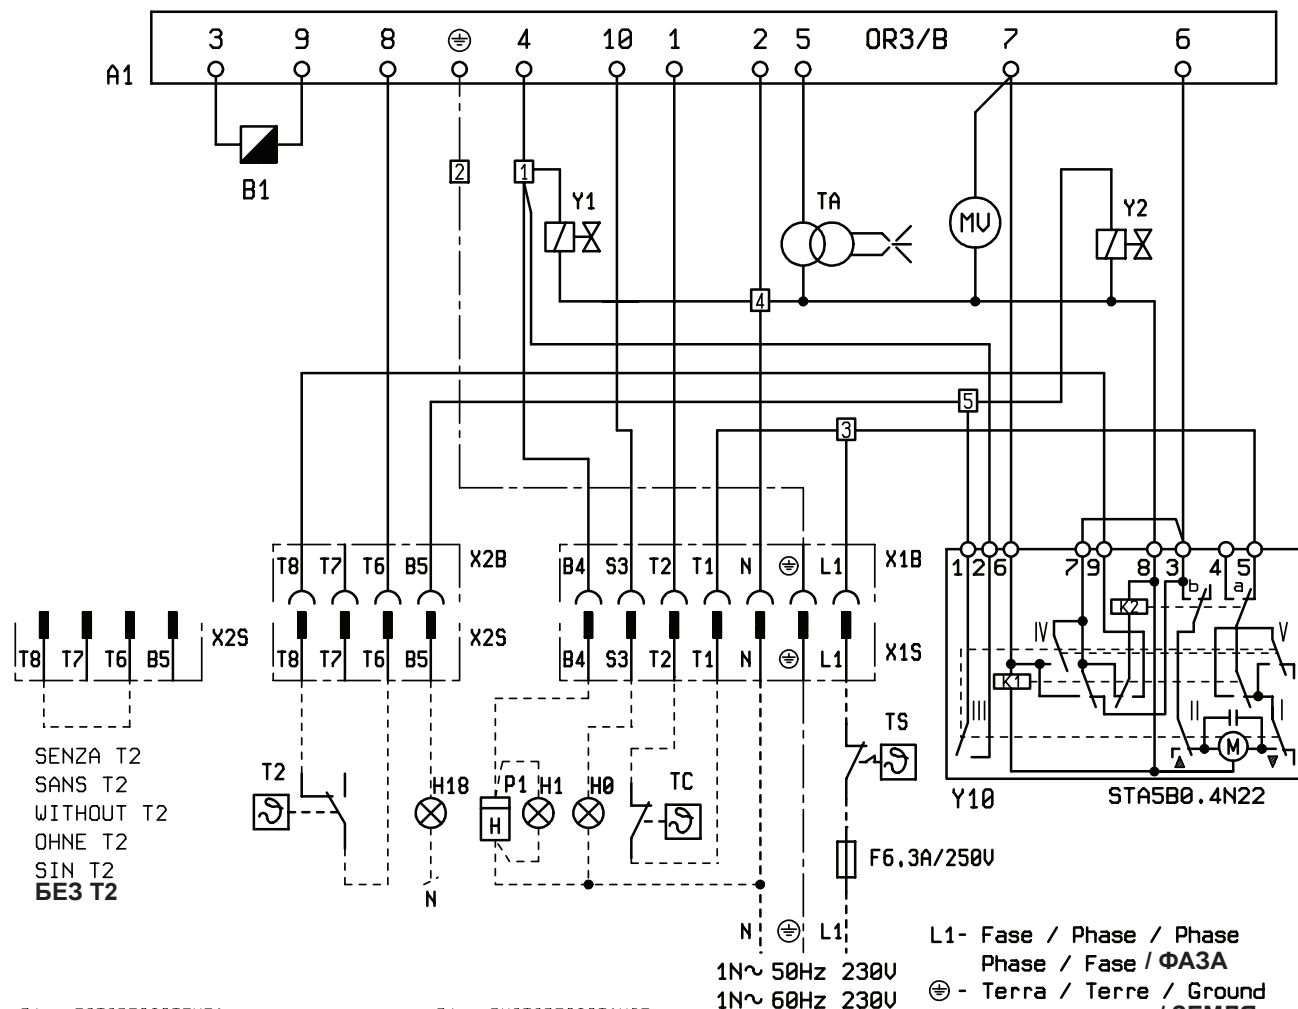 3 9 8 4 10 1 2 5 OR3/B 7 6
A1
2 1
B1 Y1 TA MV Y2
4
5
3
T8 T7 T6 B5 X2B B4 S3 T2 T1 N L1 X1B
1 2 6 7 9 8 3 4 5
b a
K2
IV V
T8 T7 T6 B5 X2S T8 T7 T6 B5 X2S B4 S3 T2 T1 N L1 X1S
K1
III II I
M
TS
SENZA T2
SANS T2
WITHOUT T2
OHNE T2
SIN T2
БЕЗ Т2
T2 H18 P1 H1 H0 TC
H
Y10 STA5B0.4N22
F6,3A/250V
N
N L1
1N~ 50Hz 230V
1N~ 60Hz 230V
L1- Fase / Phase / Phase
Phase / Fase / ФАЗА
- Terra / Terre / Ground